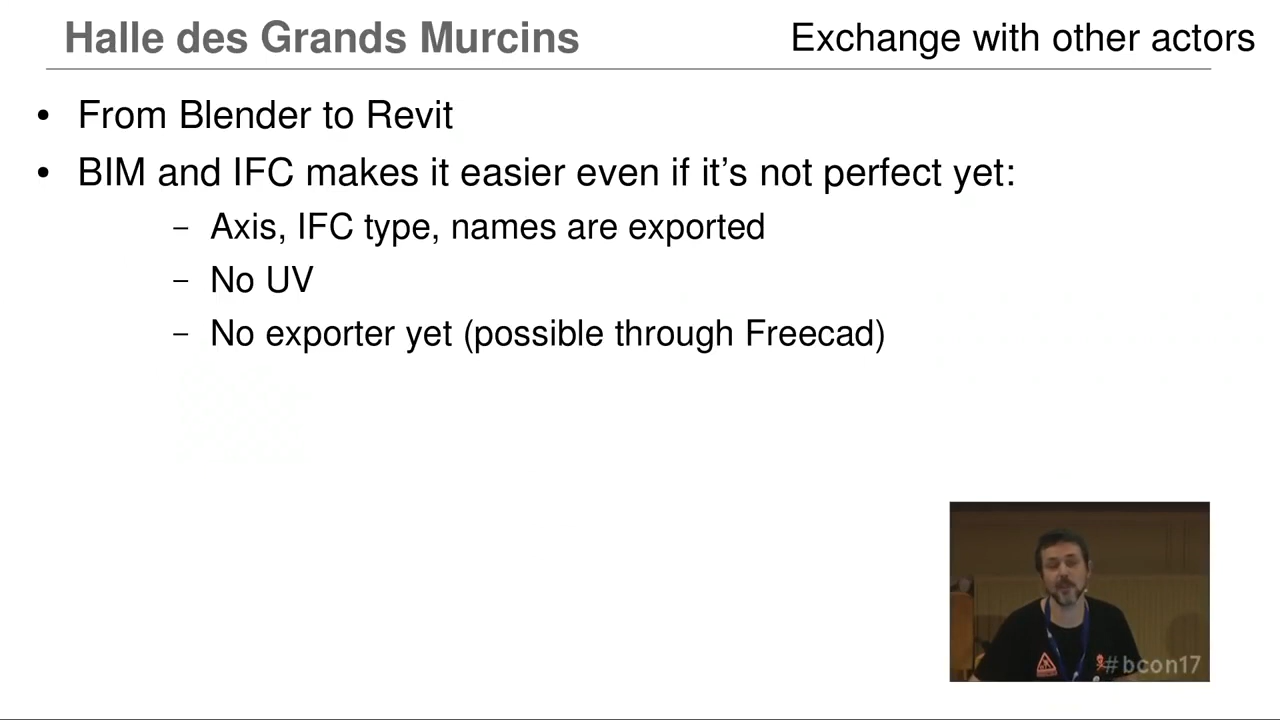 Halle des Grands Murcins
Exchange with other actors
• From Blender to Revit
• BIM and IFC makes it easier even if it’s not perfect yet:
– Axis, IFC type, names are exported
– No UV
– No exporter yet (possible through Freecad)
#bcon17